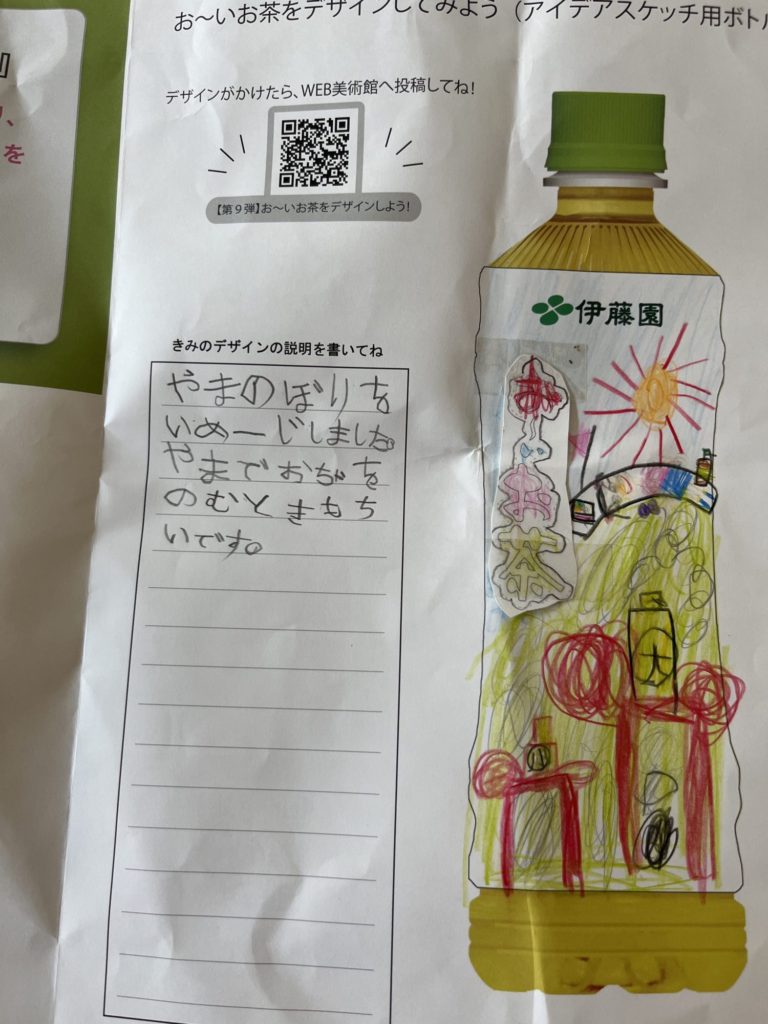 』
、
を
お～いお茶をデザインしてみよう（アイデアスケッチ用ボトル
デザインがかけたら、WEB美術館へ投稿してね！
【第9弾】お～いお茶をデザインしよう！
きみのデザインの説明を書いてね
やまのぼりを
いめーじしました。
やまでおぢを
のむときもち
いです。
伊藤園
お～いお茶
大
小